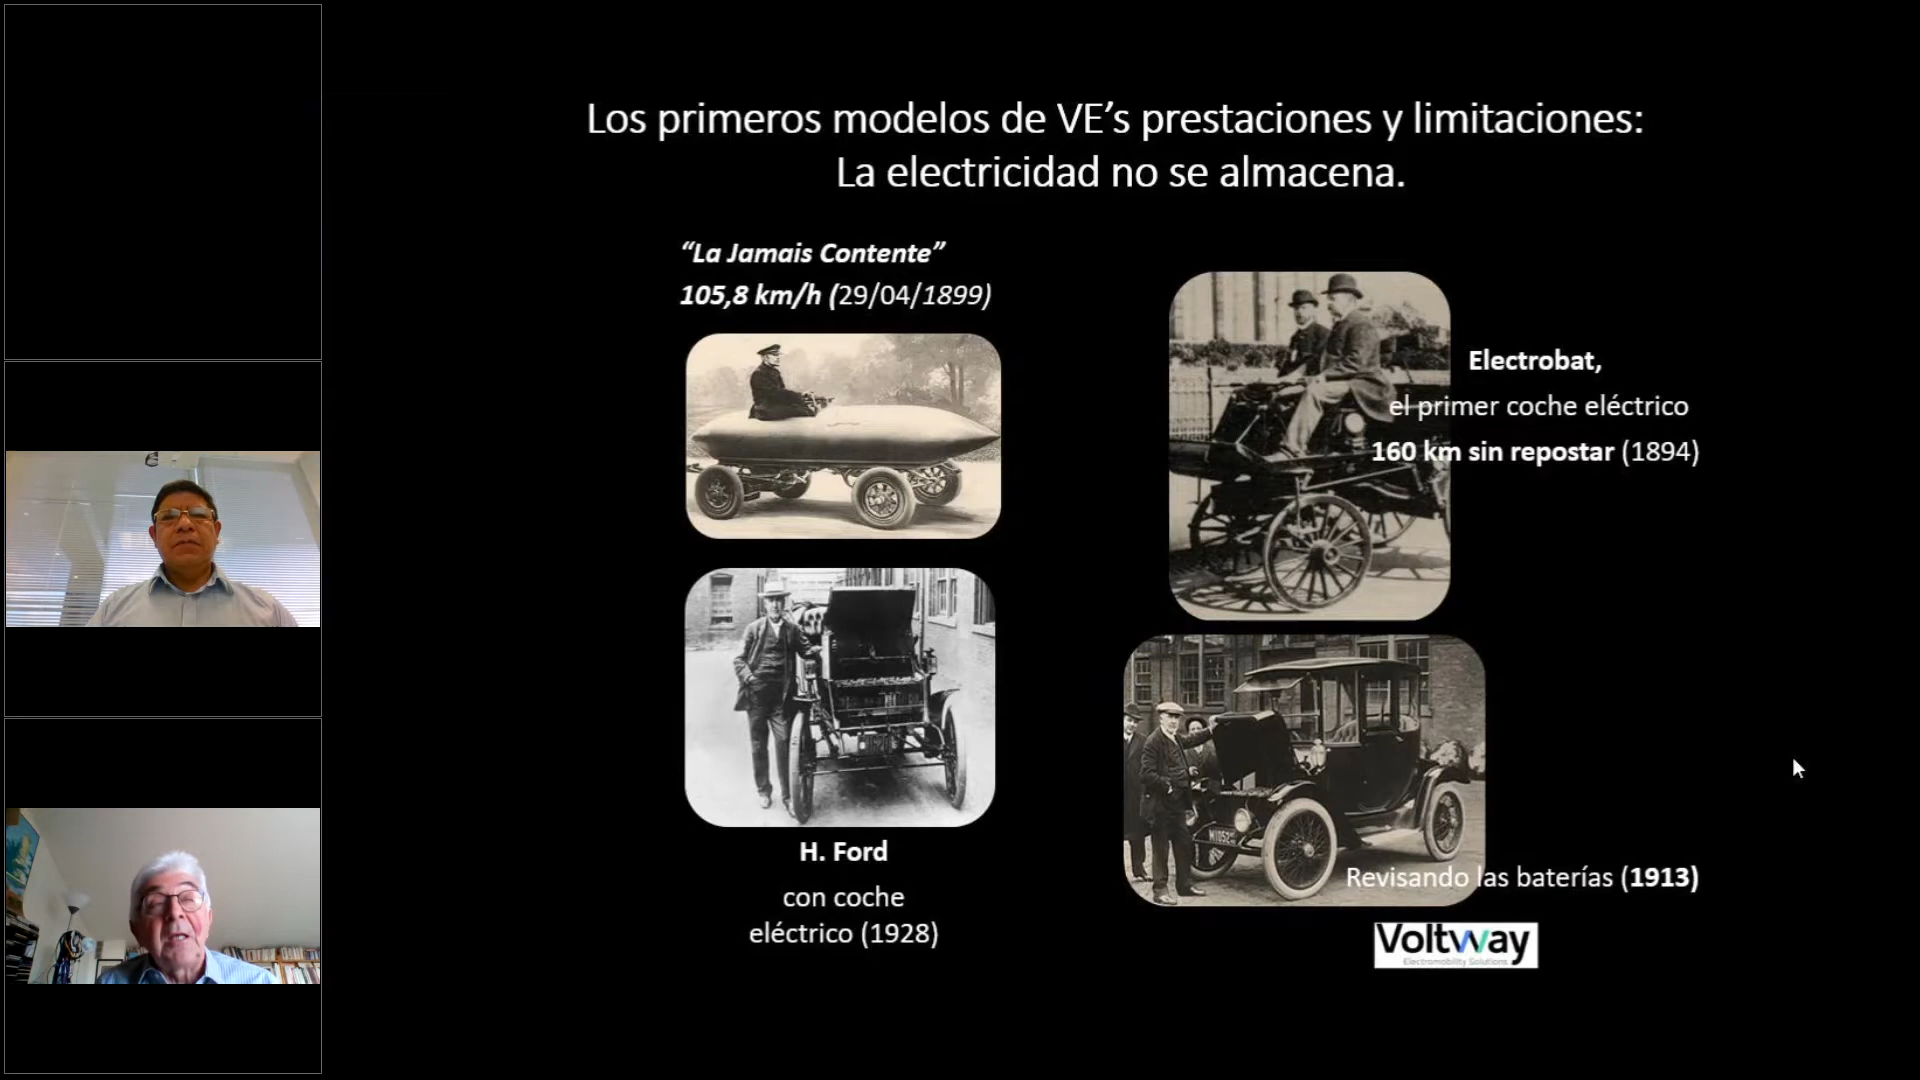 Los primeros modelos de VE’s prestaciones y limitaciones:
La electricidad no se almacena.
“La Jamais Contente”
105,8 km/h (29/04/1899)
Electrobat,
el primer coche eléctrico
160 km sin repostar (1894)
H. Ford
con coche
eléctrico (1928)
Revisando las baterías (1913)
Voltway
Electromobility Solutions